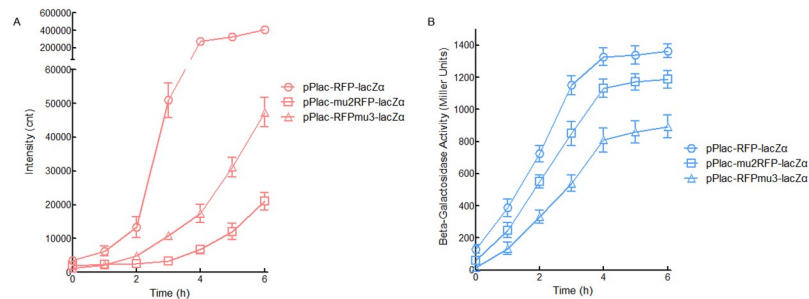 A
Intensity (cnt)
600000
500000
400000
300000
200000
60000
50000
40000
30000
20000
10000
0
0
2
4
6
Time (h)
pPlac-RFP-lacZα
pPlac-mu2RFP-lacZα
pPlac-RFPmu3-lacZα
B
Beta-Galactosidase Activity (Miller Units)
1400
1200
1000
800
600
400
200
0
0
2
4
6
Time (h)
pPlac-RFP-lacZα
pPlac-mu2RFP-lacZα
pPlac-RFPmu3-lacZα